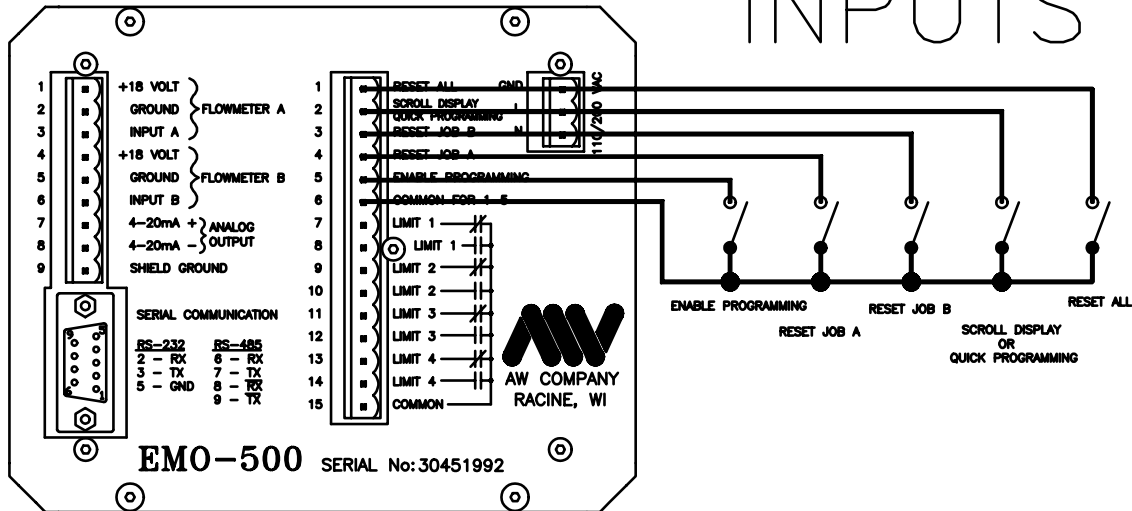 INPUTS
1 +18 VOLT
2 GROUND FLOWMETER A
3 INPUT A
4 +18 VOLT
5 GROUND FLOWMETER B
6 INPUT B
7 4-20mA + ANALOG
8 4-20mA - OUTPUT
9 SHIELD GROUND
SERIAL COMMUNICATION
RS-232 RS-485
2 - RX 6 - RX
3 - TX 7 - TX
5 - GND 8 - RX
9 - TX
9 5
6 1
1 RESET ALL
2 SCROLL DISPLAY
QUICK PROGRAMMING
3 RESET JOB B
4 RESET JOB A
5 ENABLE PROGRAMMING
6 COMMON FOR 1-5
7 LIMIT 1
8 LIMIT 1
9 LIMIT 2
10 LIMIT 2
11 LIMIT 3
12 LIMIT 3
13 LIMIT 4
14 LIMIT 4
15 COMMON
GND
L
N
110/260 VAC
AW COMPANY
RACINE, WI
EMO-500 SERIAL No:30451992
ENABLE PROGRAMMING
RESET JOB A
RESET JOB B
SCROLL DISPLAY
OR
QUICK PROGRAMMING
RESET ALL